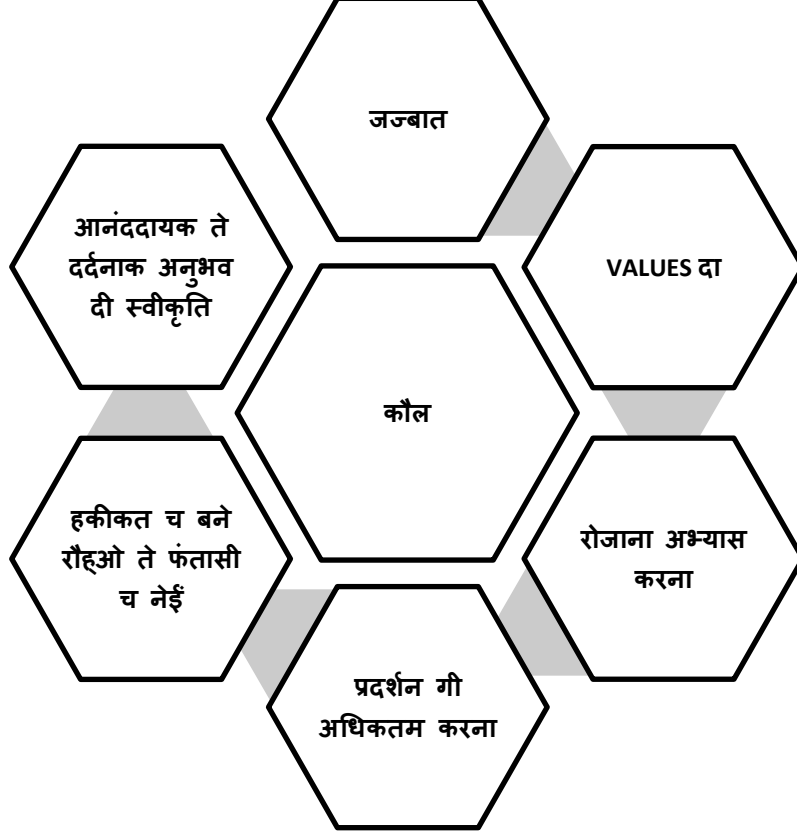 जज्बात
VALUES दा
रोजाना अभ्यास
करना
प्रदर्शन गी
अधिकतम करना
हकीकत च बने
रौह्ओ ते फंतासी
च नेईं
आनंददायक ते
दर्दनाक अनुभव
दी स्वीकृति
कौल